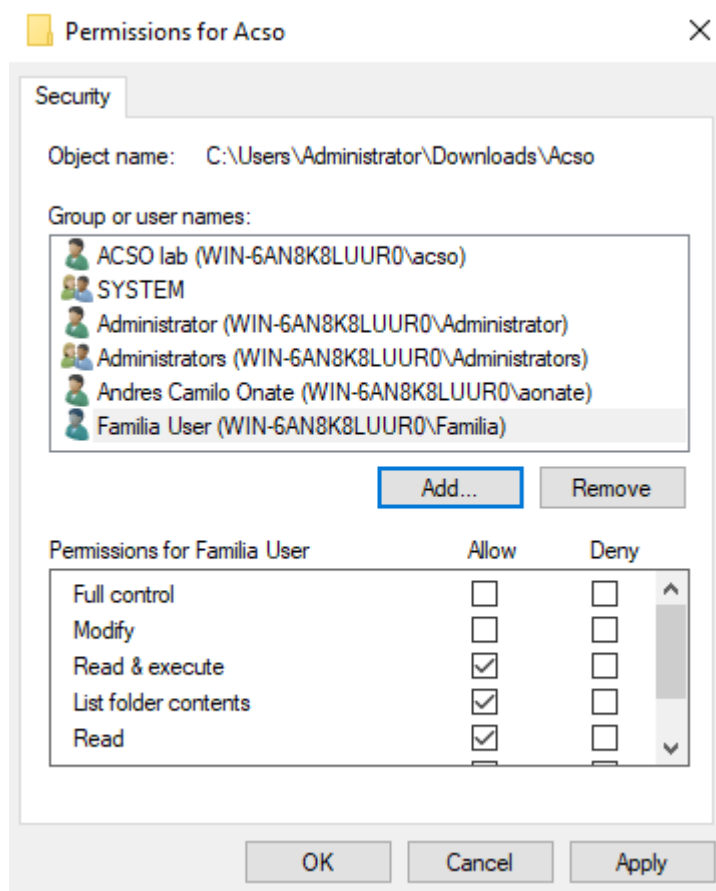 Permissions for Acso
Security
Object name: C:\Users\Administrator\Downloads\Acso
Group or user names:
ACSO lab (WIN-6AN8K8LUUR0\acso)
SYSTEM
Administrator (WIN-6AN8K8LUUR0\Administrator)
Administrators (WIN-6AN8K8LUUR0\Administrators)
Andres Camilo Onate (WIN-6AN8K8LUUR0\aonate)
Familia User (WIN-6AN8K8LUUR0\Familia)
Add... Remove
Permissions for Familia User Allow Deny
Full control
Modify
Read & execute
List folder contents
Read
OK Cancel Apply